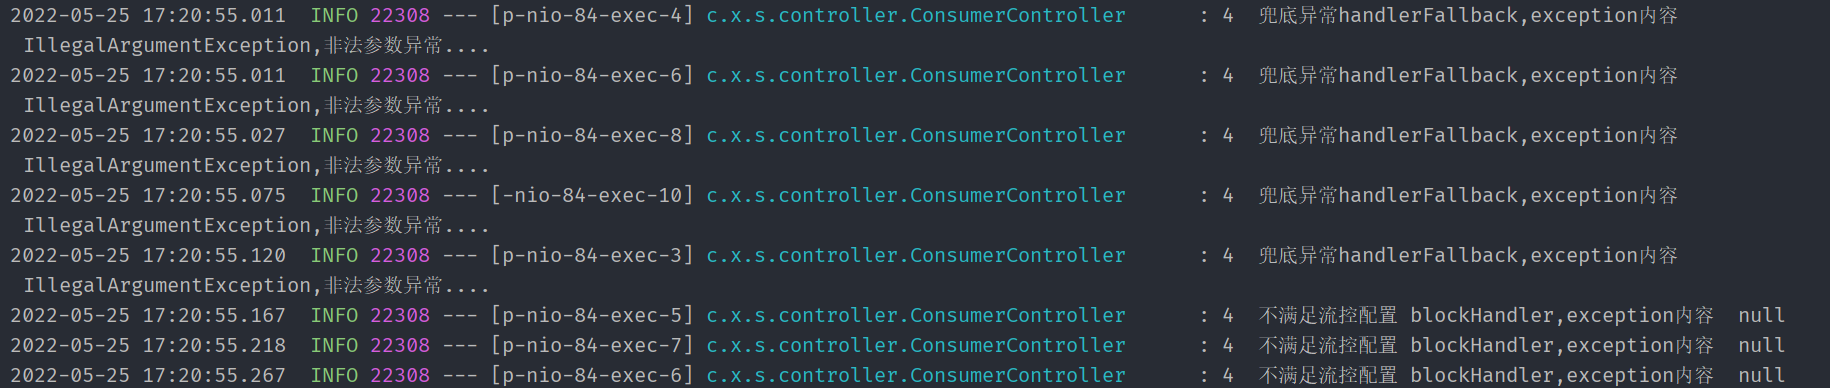 2022-05-25 17:20:55.011  INFO 22308 --- [p-nio-84-exec-4] c.x.s.controller.ConsumerController      : 4  兜底异常handlerFallback,exception内容
 IllegalArgumentException,非法参数异常....
2022-05-25 17:20:55.011  INFO 22308 --- [p-nio-84-exec-6] c.x.s.controller.ConsumerController      : 4  兜底异常handlerFallback,exception内容
 IllegalArgumentException,非法参数异常....
2022-05-25 17:20:55.027  INFO 22308 --- [p-nio-84-exec-8] c.x.s.controller.ConsumerController      : 4  兜底异常handlerFallback,exception内容
 IllegalArgumentException,非法参数异常....
2022-05-25 17:20:55.075  INFO 22308 --- [-nio-84-exec-10] c.x.s.controller.ConsumerController      : 4  兜底异常handlerFallback,exception内容
 IllegalArgumentException,非法参数异常....
2022-05-25 17:20:55.120  INFO 22308 --- [p-nio-84-exec-3] c.x.s.controller.ConsumerController      : 4  兜底异常handlerFallback,exception内容
 IllegalArgumentException,非法参数异常....
2022-05-25 17:20:55.167  INFO 22308 --- [p-nio-84-exec-5] c.x.s.controller.ConsumerController      : 4  不满足流控配置 blockHandler,exception内容  null
2022-05-25 17:20:55.218  INFO 22308 --- [p-nio-84-exec-7] c.x.s.controller.ConsumerController      : 4  不满足流控配置 blockHandler,exception内容  null
2022-05-25 17:20:55.267  INFO 22308 --- [p-nio-84-exec-6] c.x.s.controller.ConsumerController      : 4  不满足流控配置 blockHandler,exception内容  null